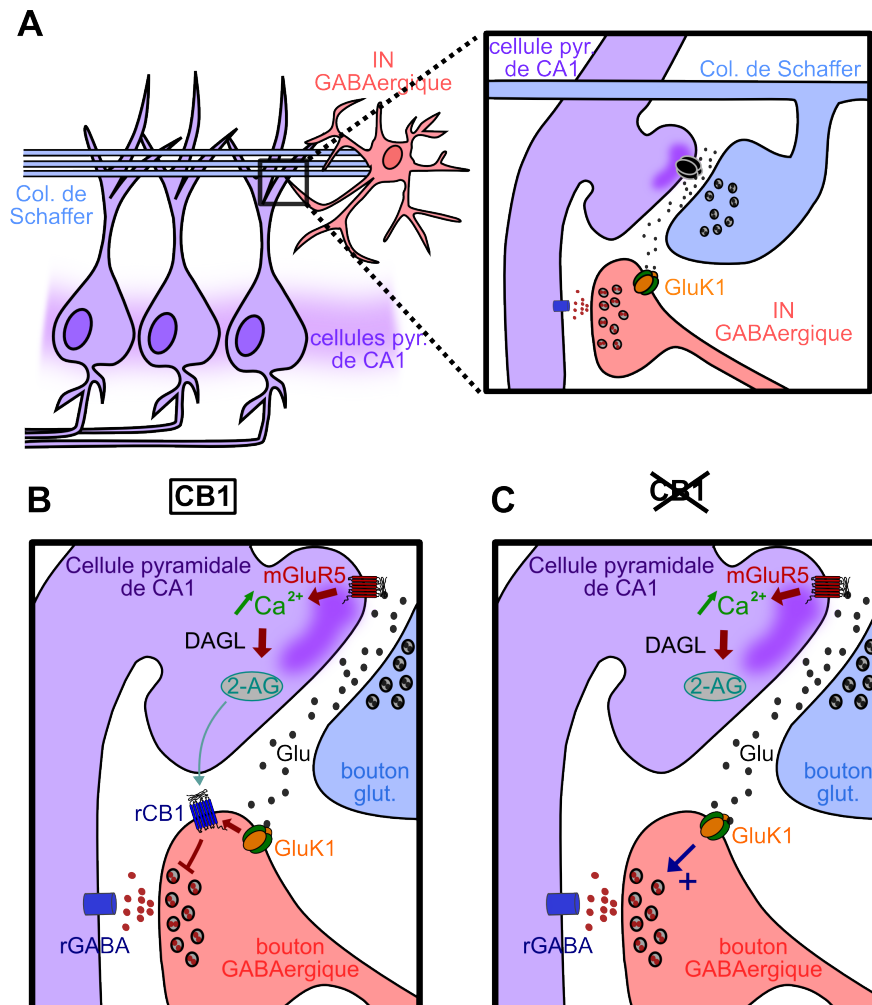 A
IN
GABAergique
Col. de
Schaffer
cellules pyr.
de CA1
cellule pyr.
de CA1
Col. de Schaffer
GluK1
IN
GABAergique
B
CB1
Cellule pyramidale
de CA1
mGluR5
Ca2+
DAGL
2-AG
Glu
bouton
glut.
rCB1
GluK1
rGABA
bouton
GABAergique
C
CB1
Cellule pyramidale
de CA1
mGluR5
Ca2+
DAGL
2-AG
Glu
bouton
glut.
GluK1
+
rGABA
bouton
GABAergique